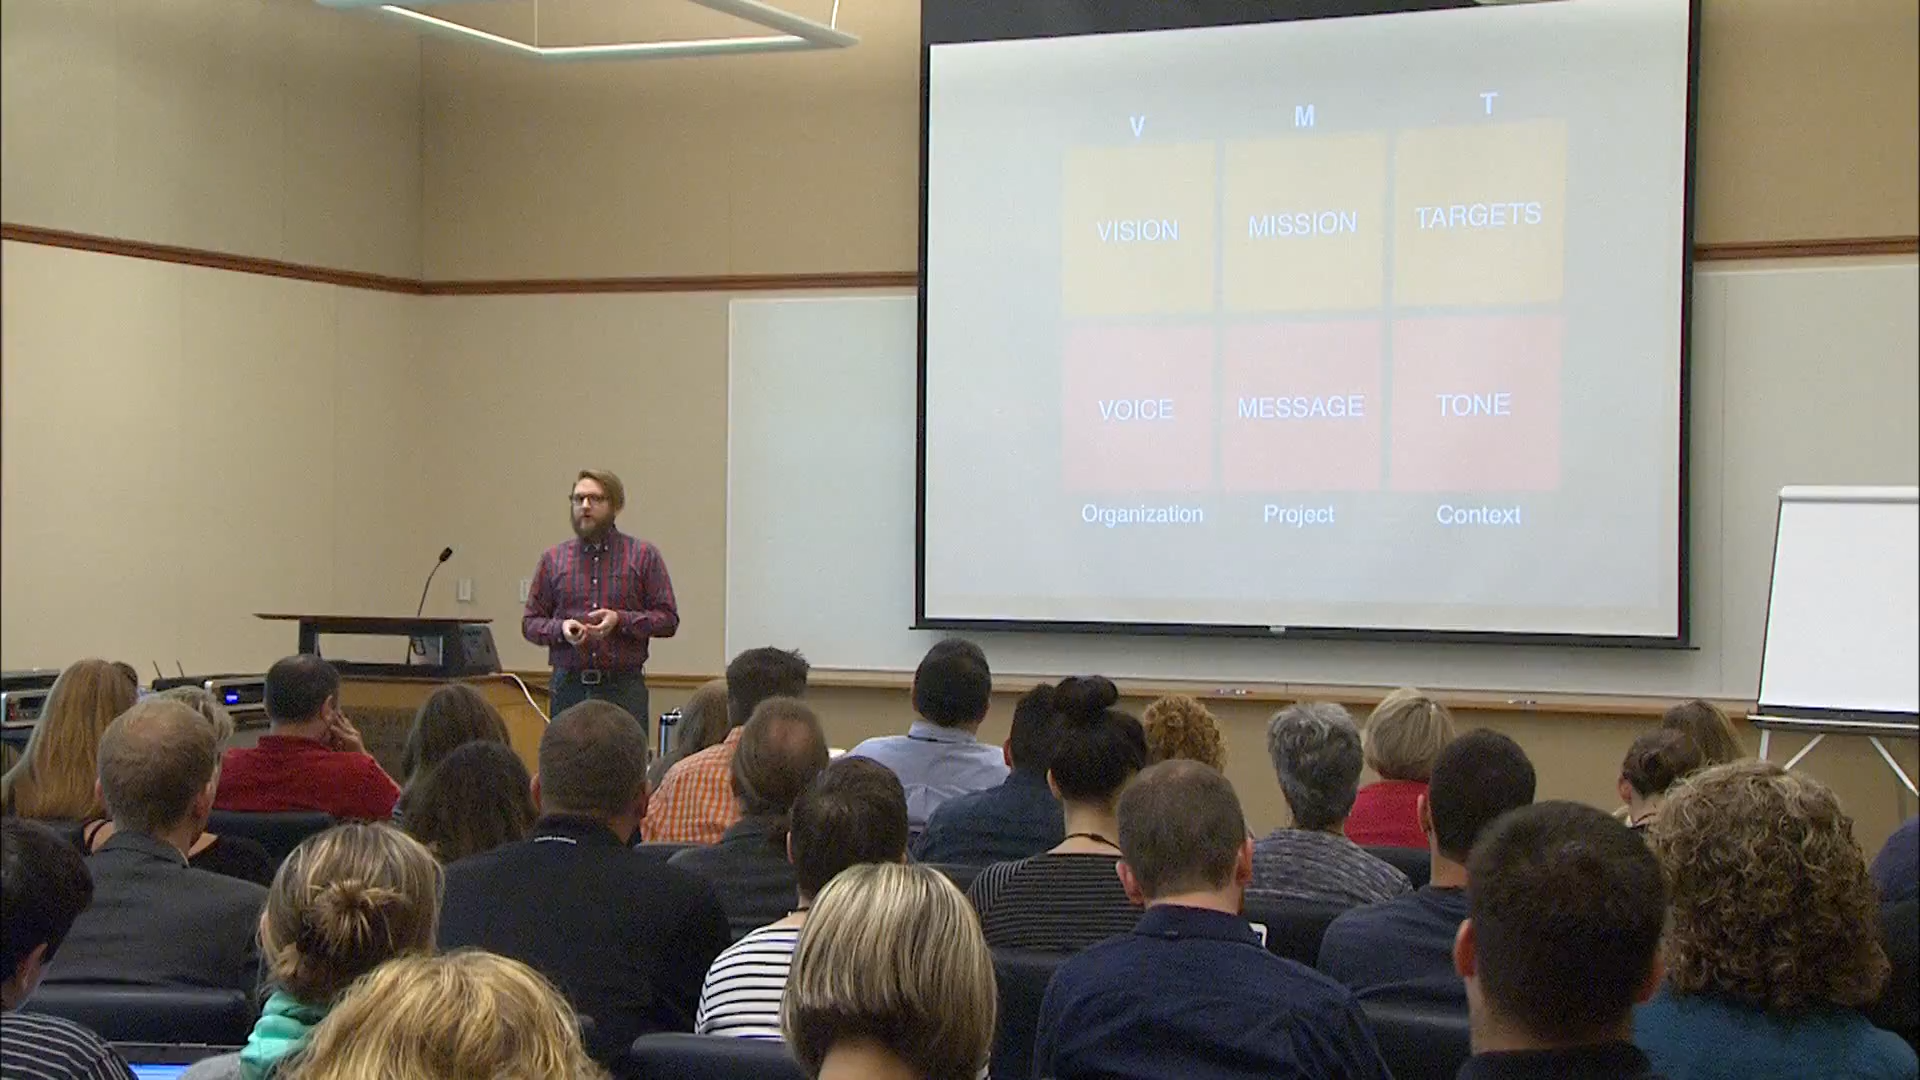 V M T
VISION MISSION TARGETS
VOICE MESSAGE TONE
Organization Project Context